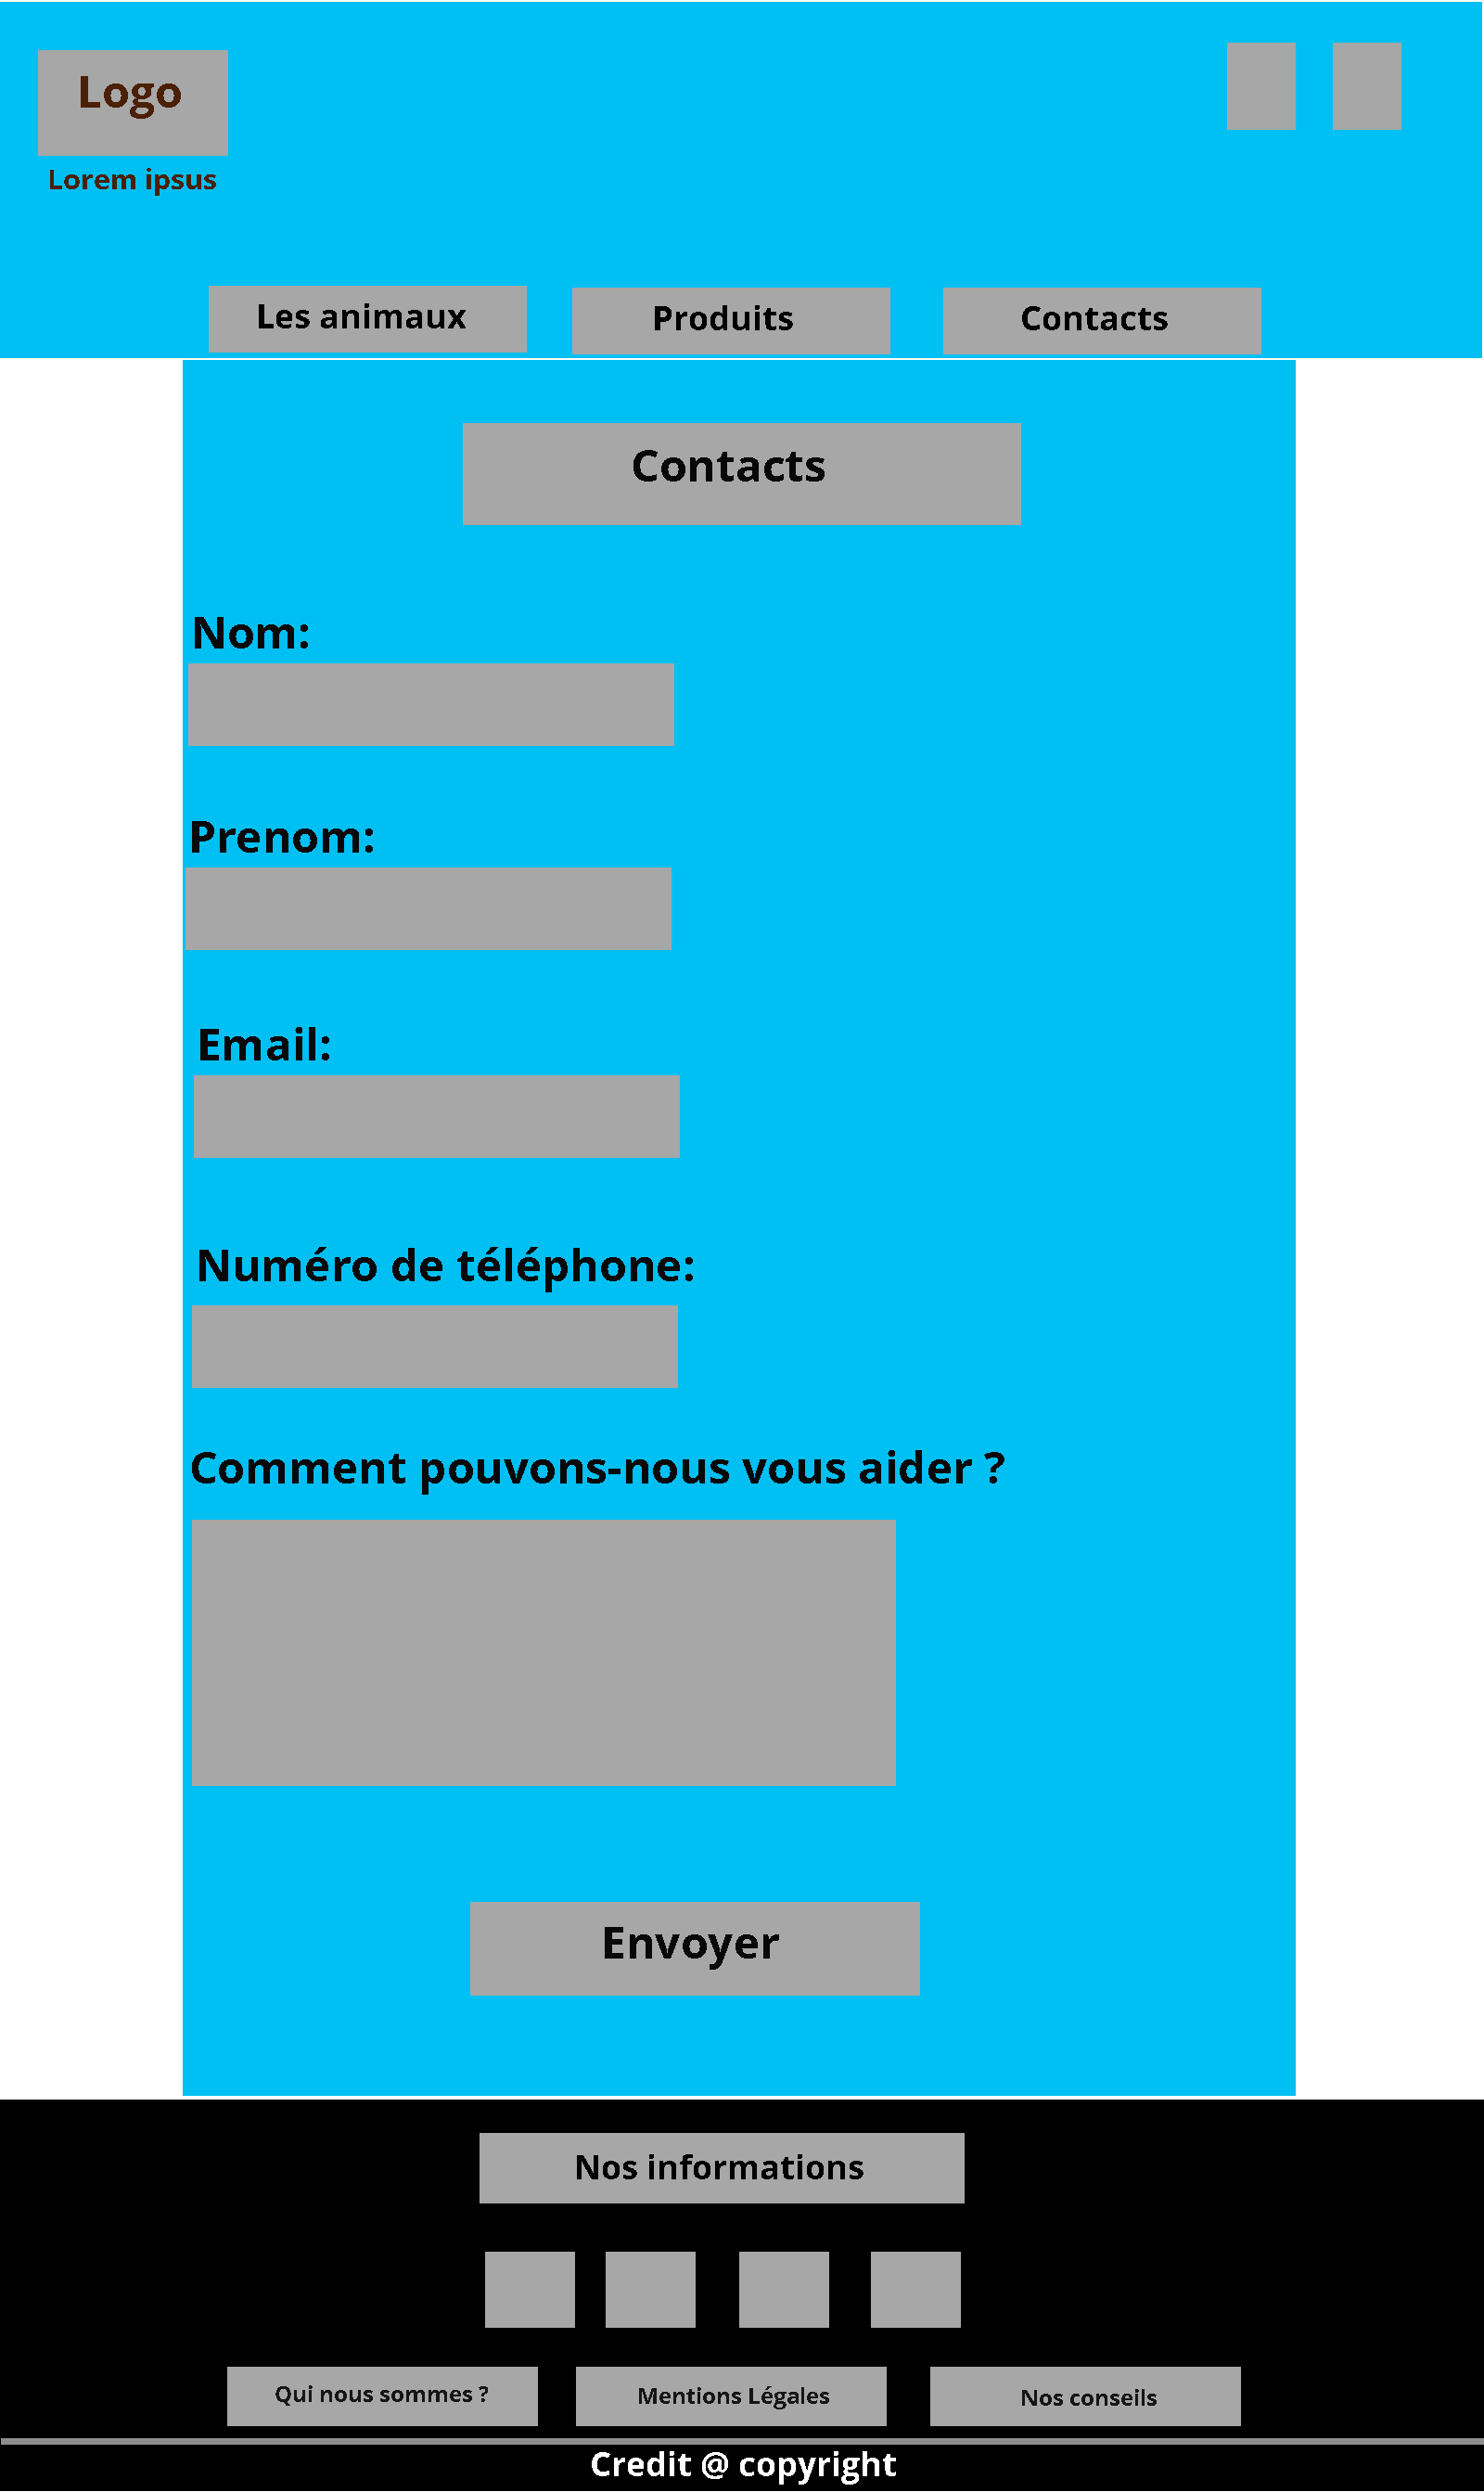 Logo
Lorem ipsus
Les animaux
Produits
Contacts
Contacts
Nom:
Prenom:
Email:
Numéro de téléphone:
Comment pouvons-nous vous aider ?
Envoyer
Nos informations
Qui nous sommes ?
Mentions Légales
Nos conseils
Credit @ copyright